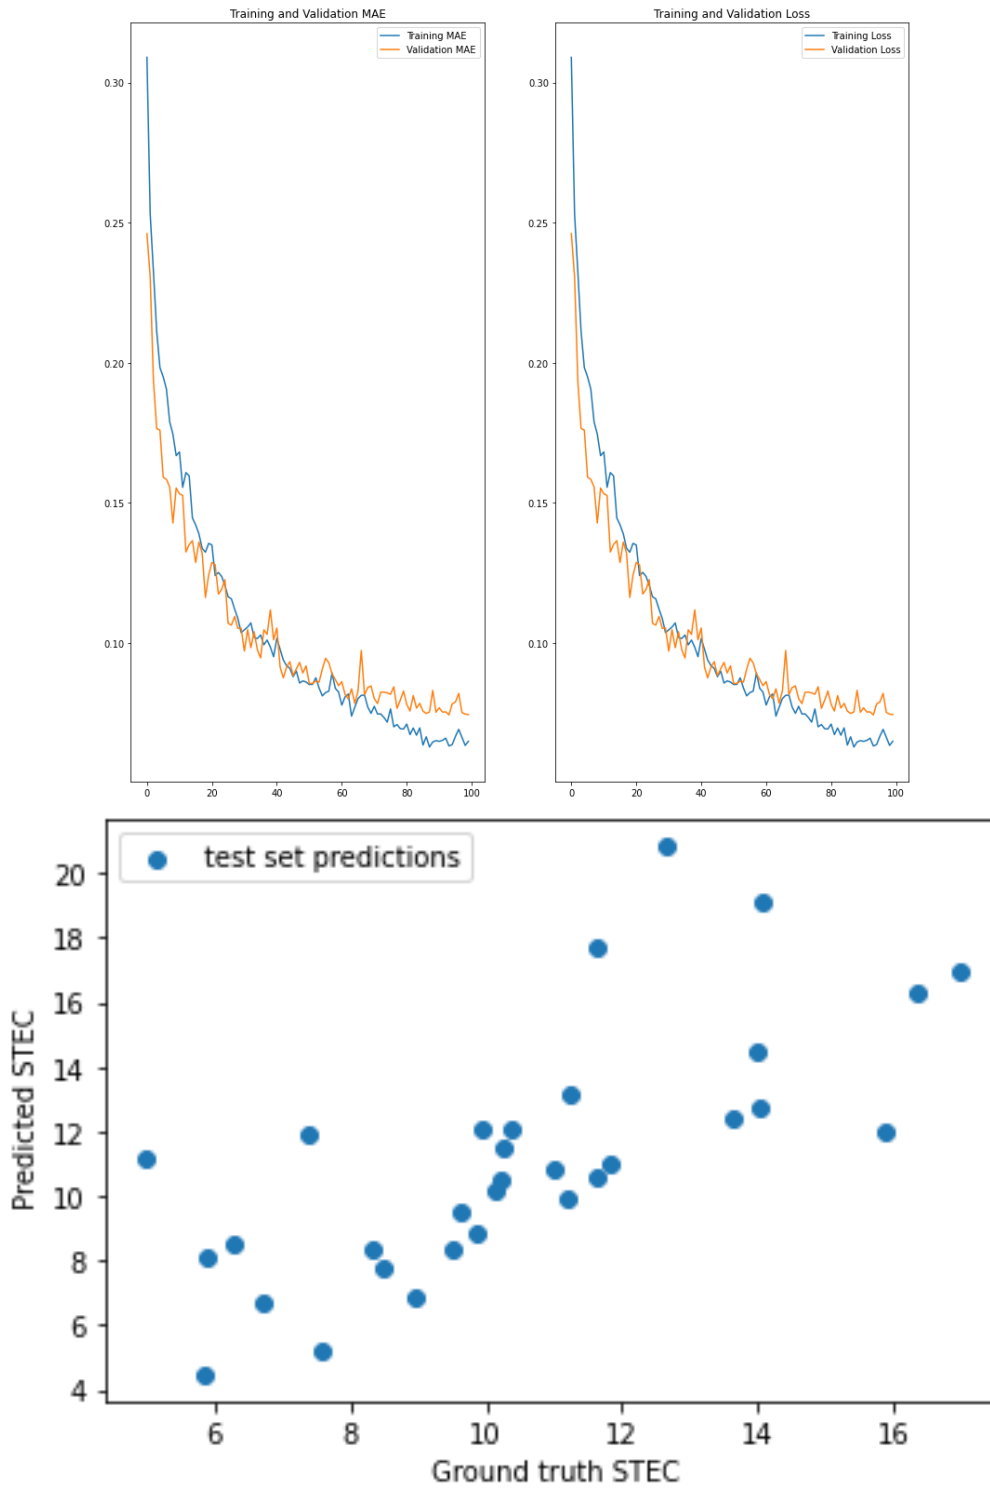 Training and Validation MAE
Training MAE
Validation MAE
0.30
0.25
0.20
0.15
0.10
0 20 40 60 80 100
Training and Validation Loss
Training Loss
Validation Loss
0.30
0.25
0.20
0.15
0.10
0 20 40 60 80 100
test set predictions
20
18
16
14
12
10
8
6
4
Predicted STEC
6 8 10 12 14 16
Ground truth STEC